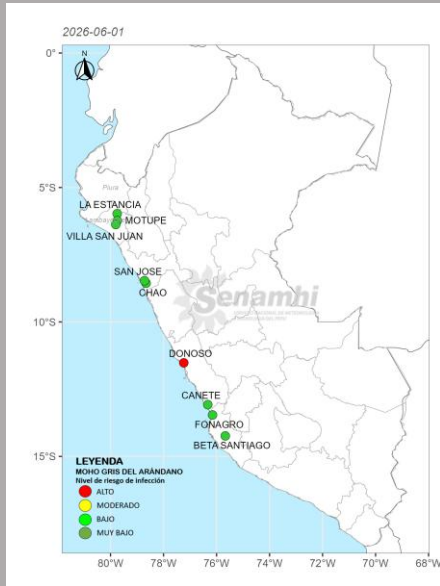 2026-06-01
N
0°
5°S
10°S
15°S
Piura
LA ESTANCIA
Lambayeque
MOTUPE
VILLA SAN JUAN
SAN JOSE
CHAO
Senamhi
DONOSO
CANETE
FONAGRO
BETA SANTIAGO
LEYENDA
MOHO GRIS DEL ARÁNDANO
Nivel de riesgo de infección
ALTO
MODERADO
BAJO
MUY BAJO
80°W 78°W 76°W 74°W 72°W 70°W 68°W